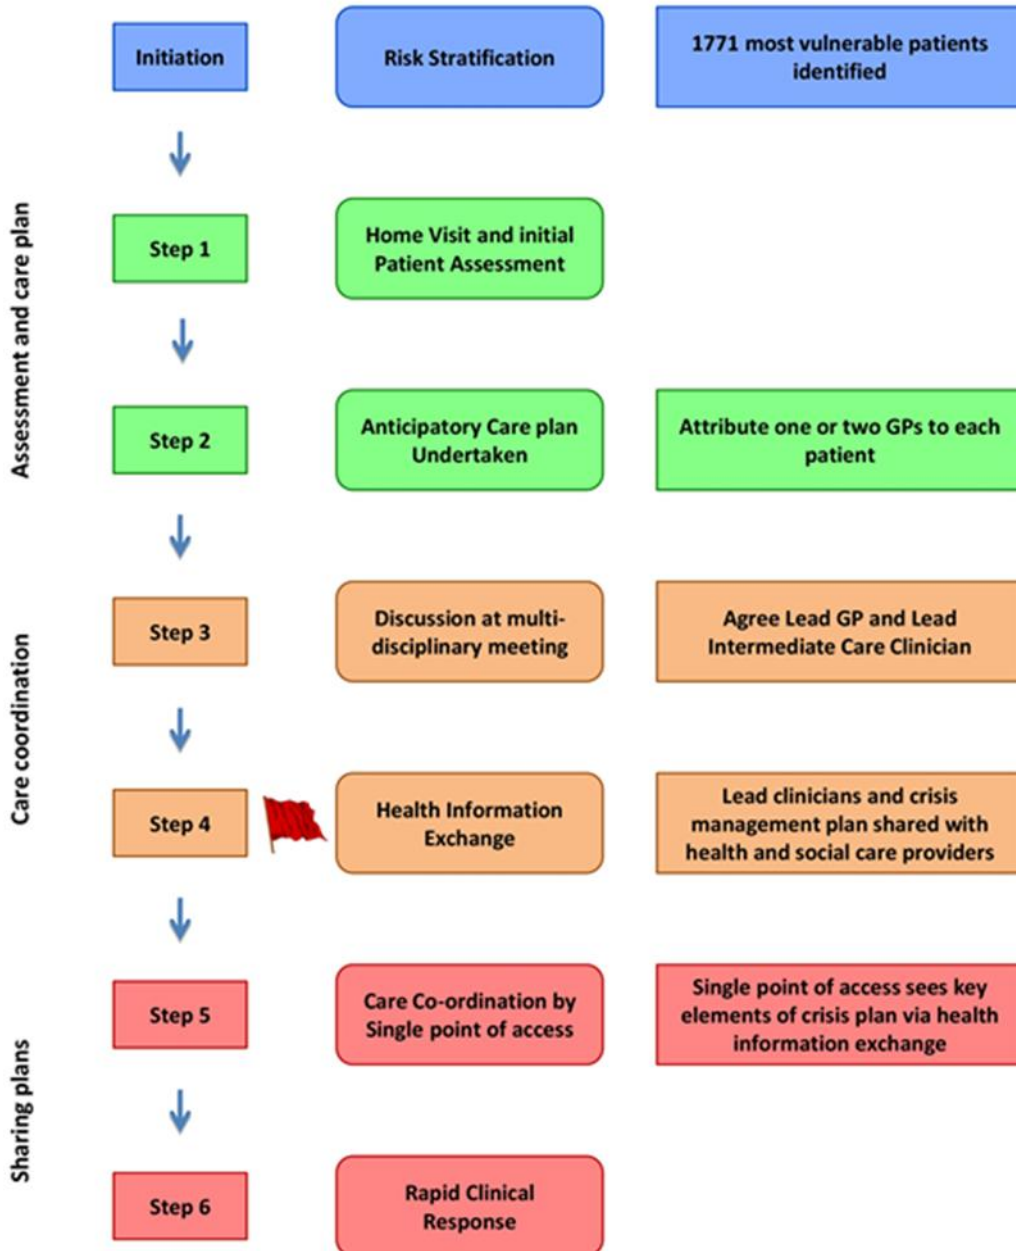 Initiation
Risk Stratification
1771 most vulnerable patients
identified
Assessment and care plan
Step 1
Home Visit and initial
Patient Assessment
Step 2
Anticipatory Care plan
Undertaken
Attribute one or two GPs to each
patient
Care coordination
Step 3
Discussion at multi-
disciplinary meeting
Agree Lead GP and Lead
Intermediate Care Clinician
Step 4
Health Information
Exchange
Lead clinicians and crisis
management plan shared with
health and social care providers
Sharing plans
Step 5
Care Co-ordination by
Single point of access
Single point of access sees key
elements of crisis plan via health
information exchange
Step 6
Rapid Clinical
Response